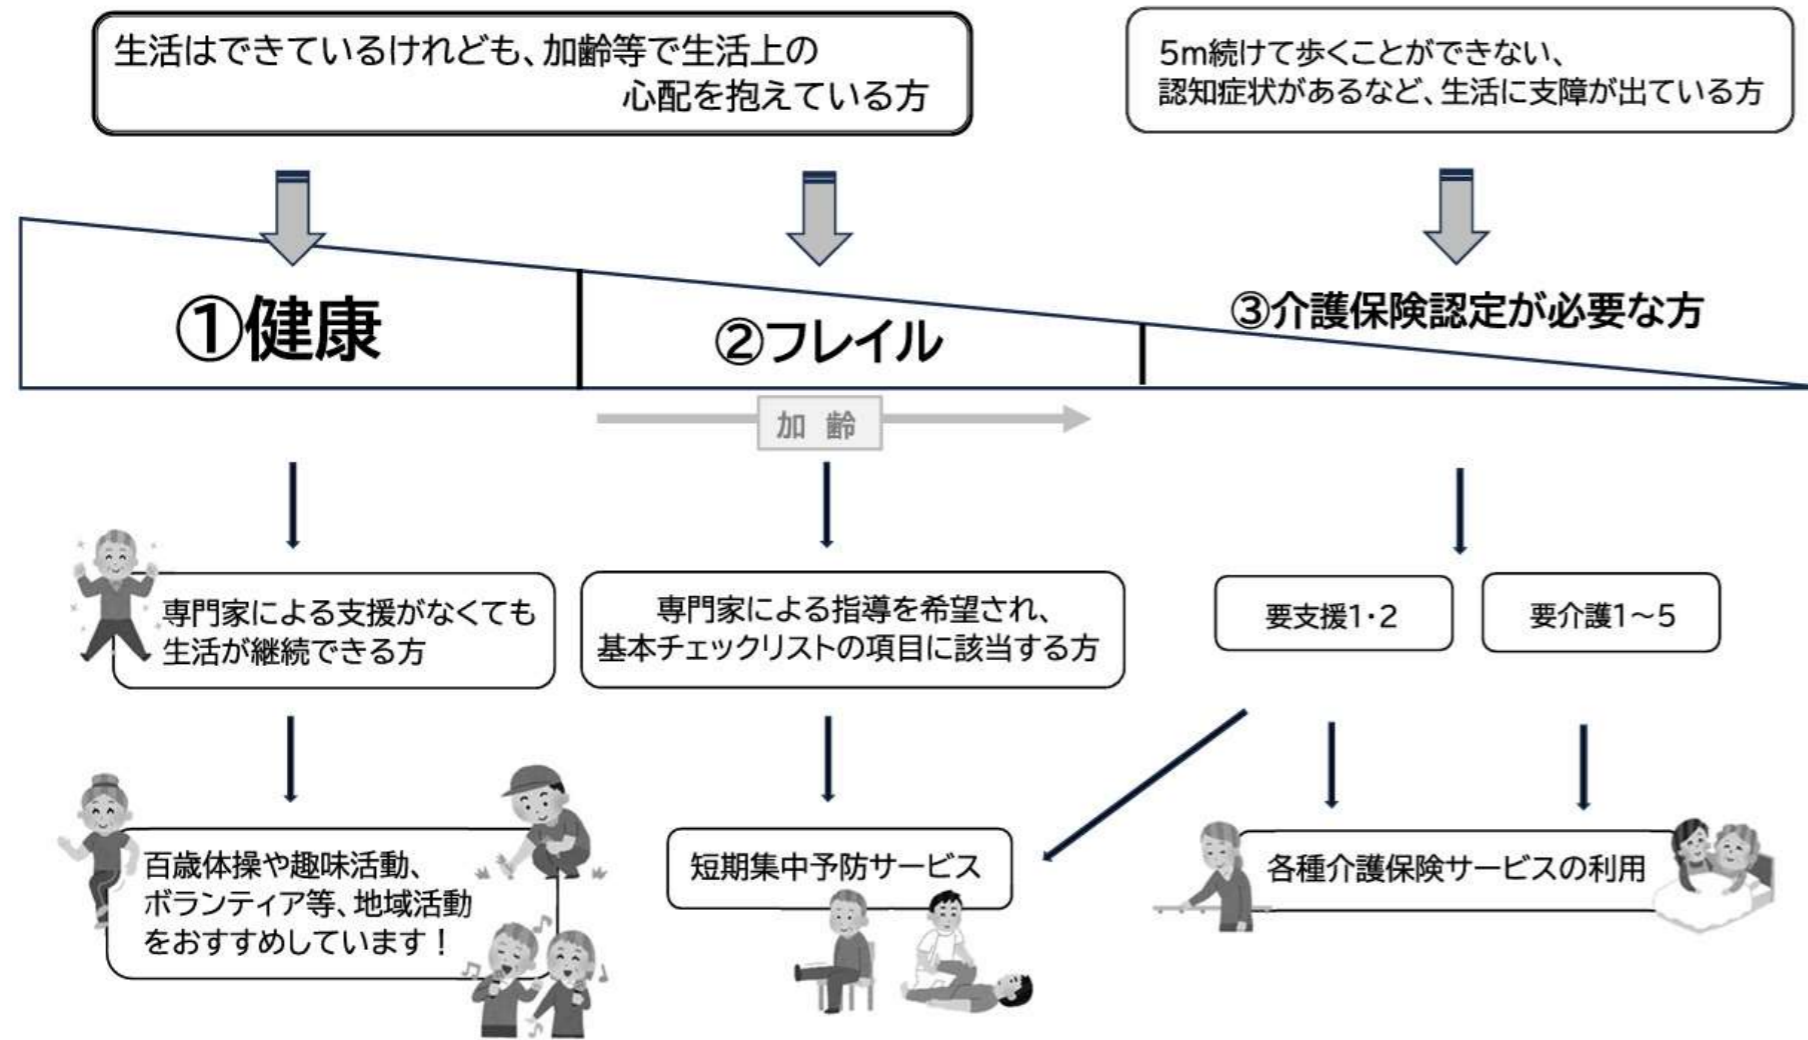 生活はできているけれども、加齢等で生活上の
心配を抱えている方
5m続けて歩くことができない、
認知症状があるなど、生活に支障が出ている方
①健康
②フレイル
③介護保険認定が必要な方
加 齢
専門家による支援がなくても
生活が継続できる方
専門家による指導を希望され、
基本チェックリストの項目に該当する方
要支援1・2
要介護1～5
百歳体操や趣味活動、
ボランティア等、地域活動
をおすすめしています！
短期集中予防サービス
各種介護保険サービスの利用